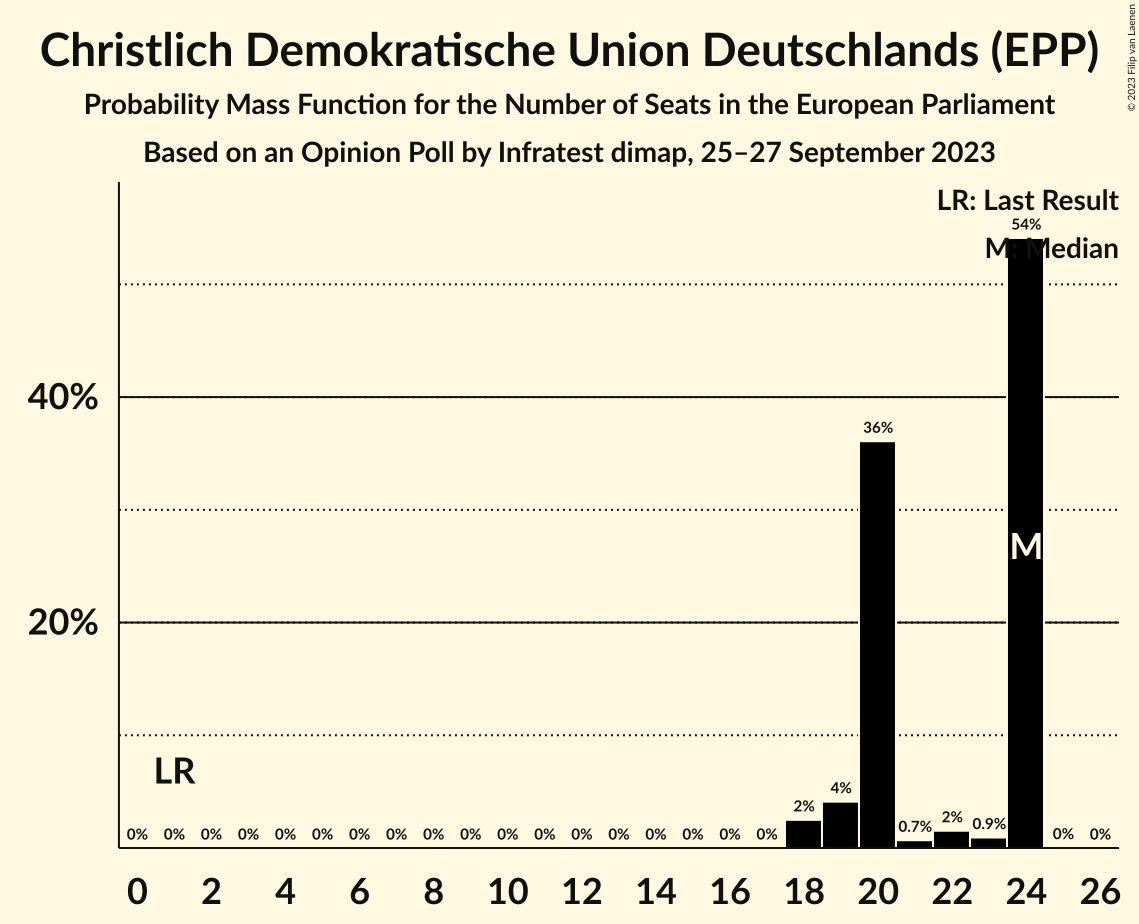 Christlich Demokratische Union Deutschlands (EPP)
Probability Mass Function for the Number of Seats in the European Parliament
Based on an Opinion Poll by Infratest dimap, 25–27 September 2023
© 2023 Filip van Laenen
LR: Last Result
54%
M: Median
40%
36%
M
20%
LR
0% 0% 0% 0% 0% 0% 0% 0% 0% 0% 0% 0% 0% 0% 0% 0% 0% 0% 2% 4% 0.7% 2% 0.9% 0% 0%
0 2 4 6 8 10 12 14 16 18 20 22 24 26